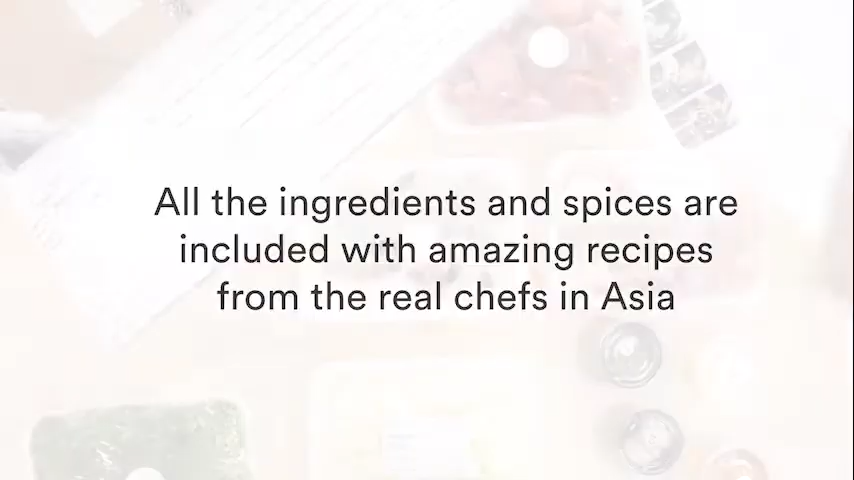 All the ingredients and spices are
included with amazing recipes
from the real chefs in Asia